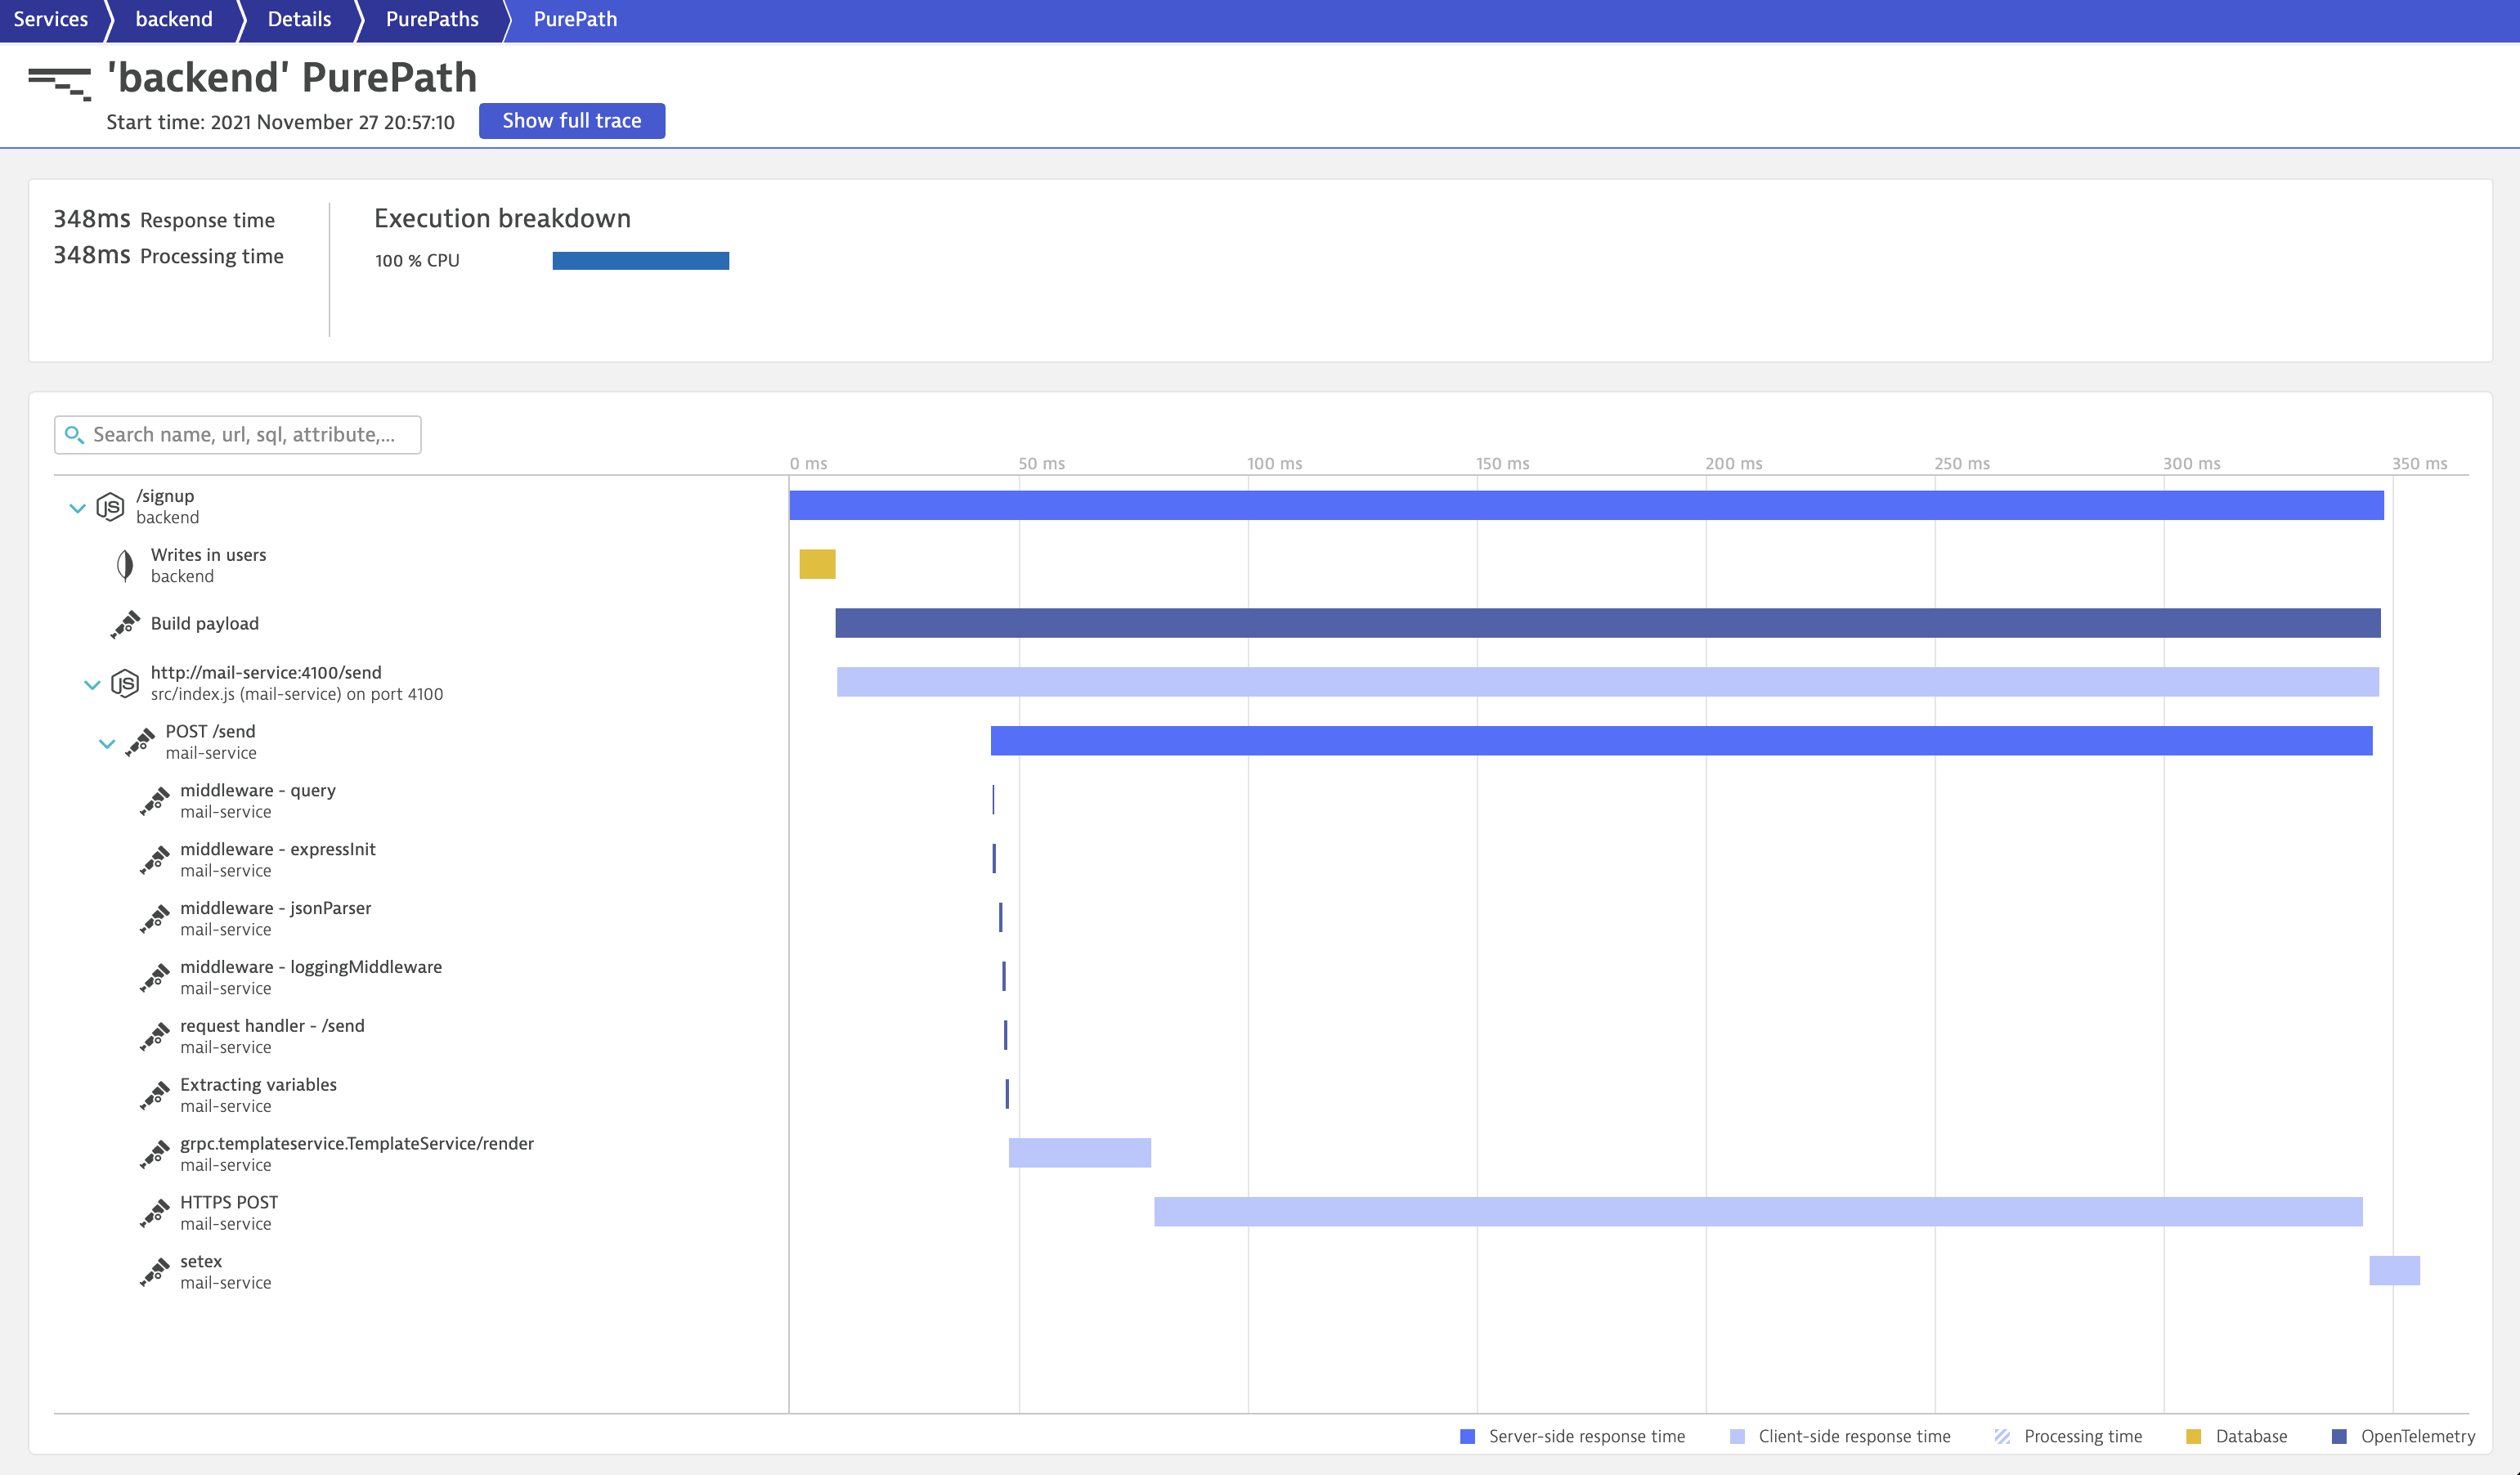 Services
backend
Details
PurePaths
PurePath
'backend' PurePath
Start time: 2021 November 27 20:57:10
Show full trace
348ms Response time
348ms Processing time
Execution breakdown
100 % CPU
Search name, url, sql, attribute,...
0 ms 50 ms 100 ms 150 ms 200 ms 250 ms 300 ms 350 ms
/signup
backend
Writes in users
backend
Build payload
http://mail-service:4100/send
src/index.js (mail-service) on port 4100
POST /send
mail-service
middleware - query
mail-service
middleware - expressInit
mail-service
middleware - jsonParser
mail-service
middleware - loggingMiddleware
mail-service
request handler - /send
mail-service
Extracting variables
mail-service
grpc.templateservice.TemplateService/render
mail-service
HTTPS POST
mail-service
setex
mail-service
Server-side response time
Client-side response time
Processing time
Database
OpenTelemetry